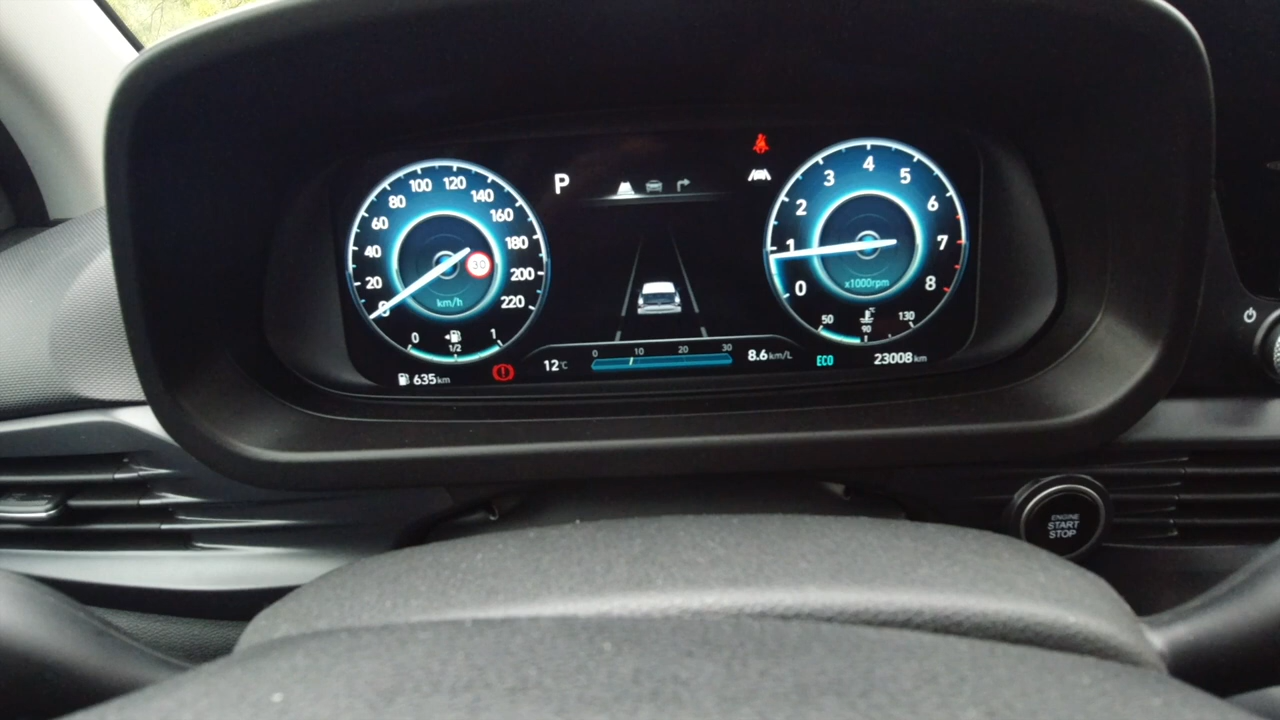 P
0 20 40 60 80 100 120 140 160 180 200 220
30
km/h
0 1/2 1
0 1 2 3 4 5 6 7 8
x1000rpm
50 90 130
°C
635km
12°C
0 10 20 30
8.6km/L
ECO
23008km
ENGINE
START
STOP